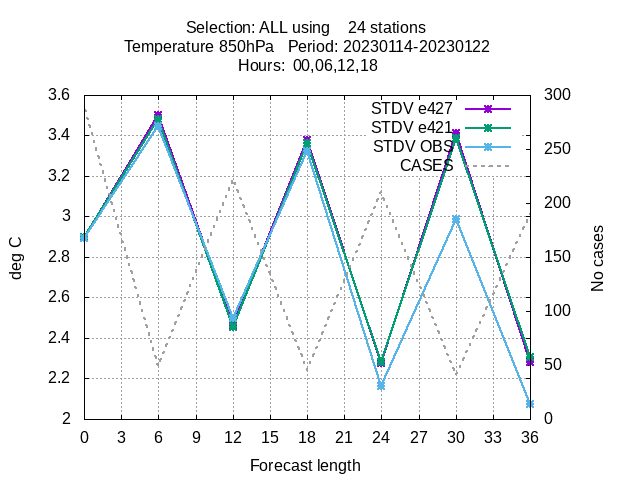 Selection: ALL using    24 stations
Temperature 850hPa   Period: 20230114-20230122
Hours:  00,06,12,18
STDV e427
STDV e421
STDV OBS
CASES
3.6
3.4
3.2
3
2.8
2.6
2.4
2.2
2
300
250
200
150
100
50
0
deg C
No cases
0 3 6 9 12 15 18 21 24 27 30 33 36
Forecast length